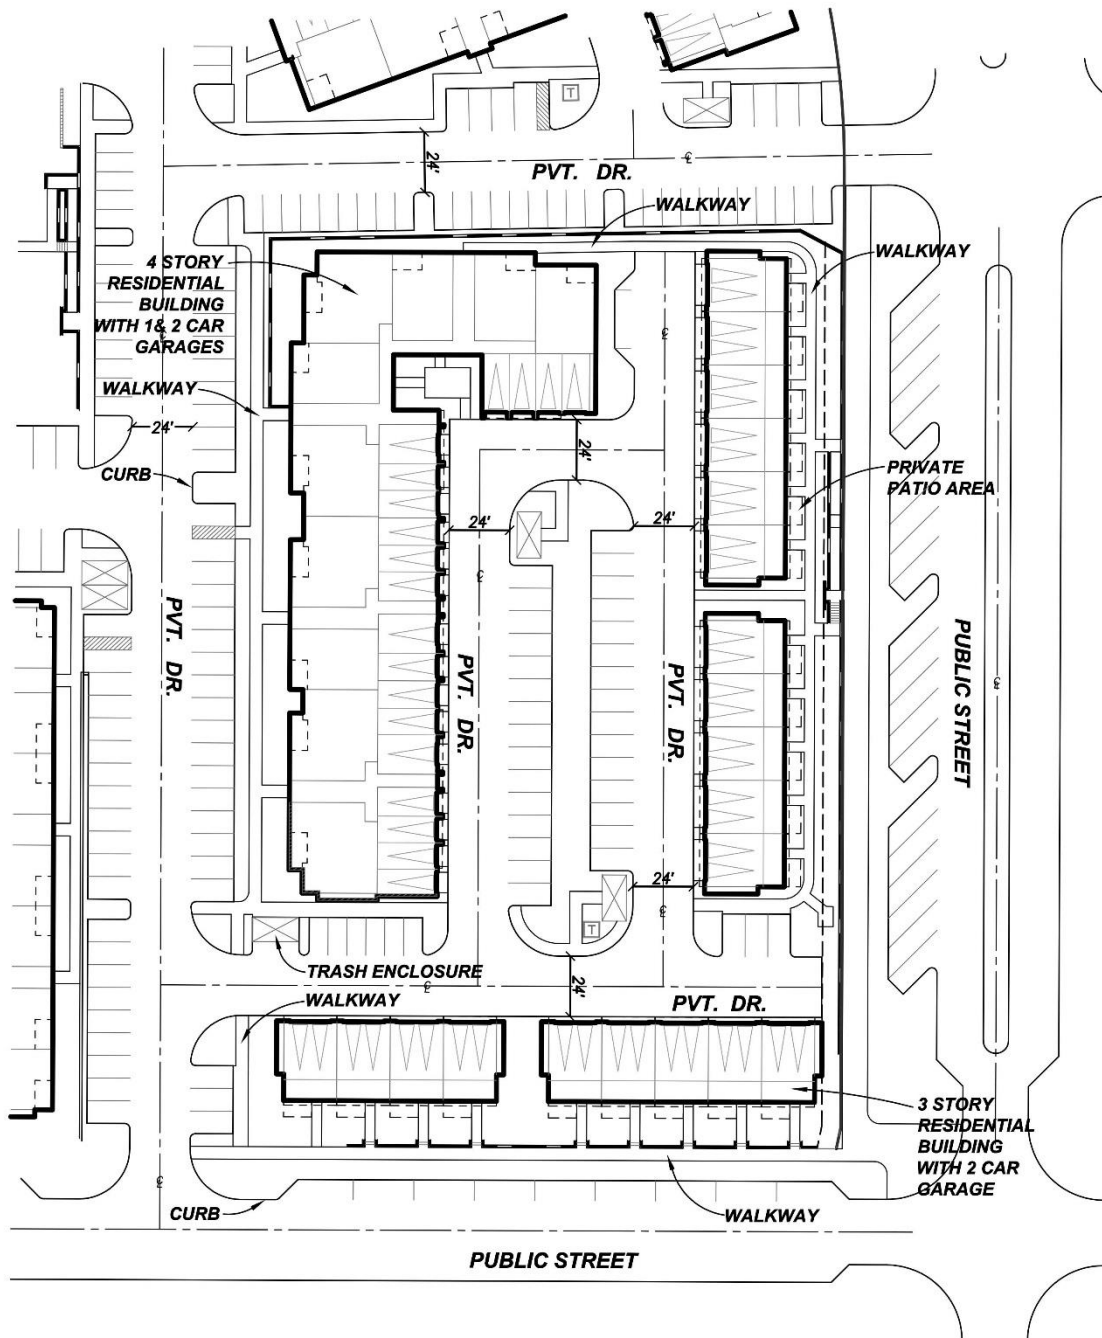 T
24'
PVT. DR.
WALKWAY
WALKWAY
4 STORY
RESIDENTIAL
BUILDING
WITH 1& 2 CAR
GARAGES
WALKWAY
24'
24'
CURB
PRIVATE
PATIO AREA
24'
24'
PVT. DR.
PVT. DR.
PVT. DR.
PUBLIC STREET
24'
T
TRASH ENCLOSURE
24'
WALKWAY
PVT. DR.
3 STORY
RESIDENTIAL
BUILDING
WITH 2 CAR
GARAGE
CURB
WALKWAY
PUBLIC STREET